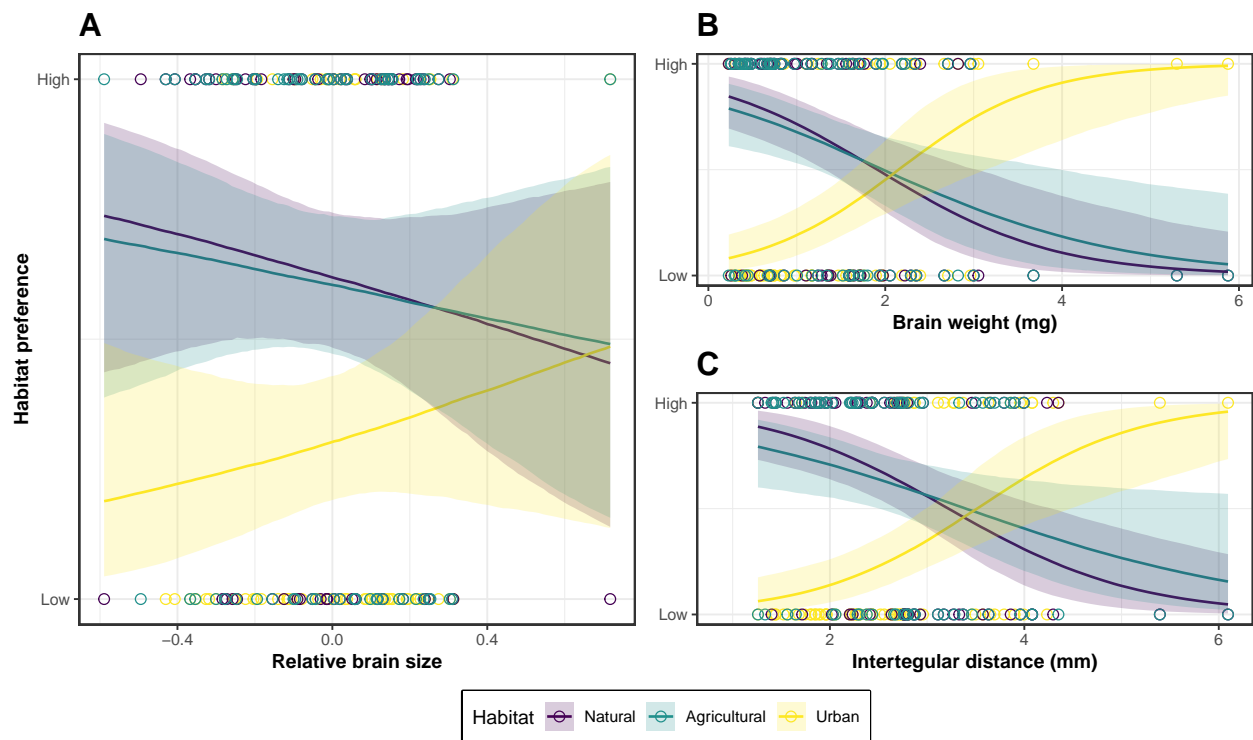 A
High
Low
Habitat preference
-0.4
0.0
0.4
Relative brain size
B
High
Low
0
2
4
6
Brain weight (mg)
C
High
Low
2
4
6
Intertegular distance (mm)
Habitat
Natural
Agricultural
Urban